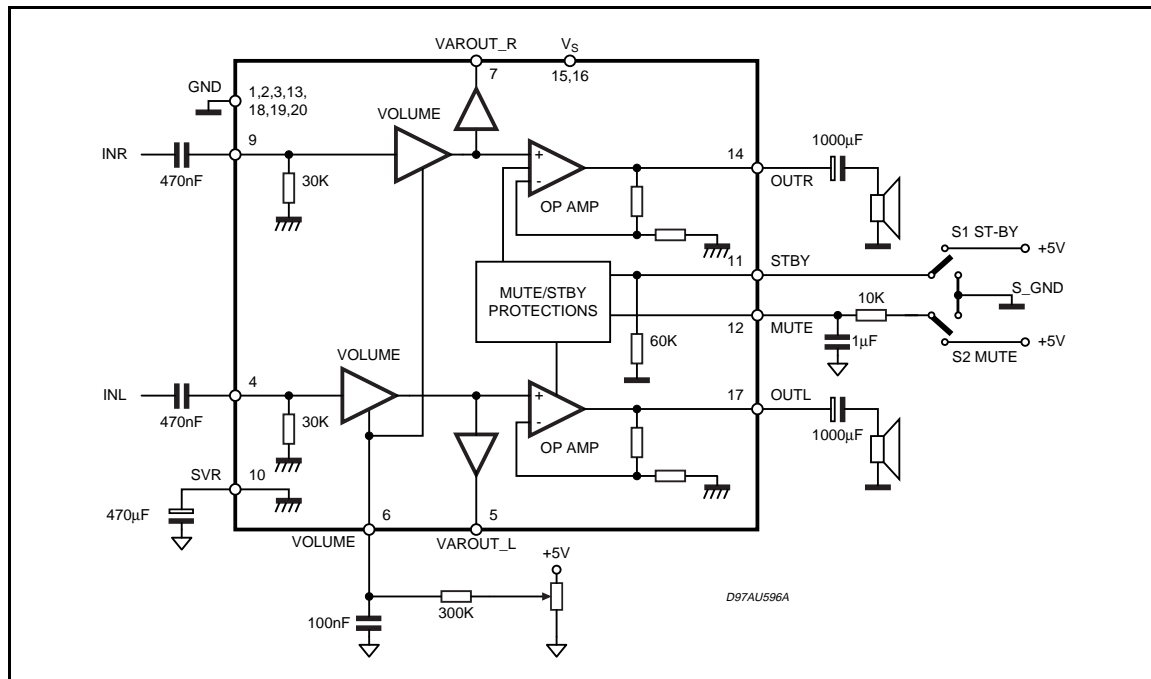 VAROUT_R
VS
7
15,16
GND
1,2,3,13,
18,19,20
VOLUME
INR
9
470nF
30K
+
-
OP AMP
14
OUTR
1000µF
S1 ST-BY
+5V
11
STBY
S_GND
MUTE/STBY
PROTECTIONS
10K
12
MUTE
60K
1µF
S2 MUTE
+5V
VOLUME
INL
4
470nF
30K
+
-
OP AMP
17
OUTL
1000µF
SVR
10
470µF
6
5
VOLUME
VAROUT_L
+5V
300K
100nF
D97AU596A